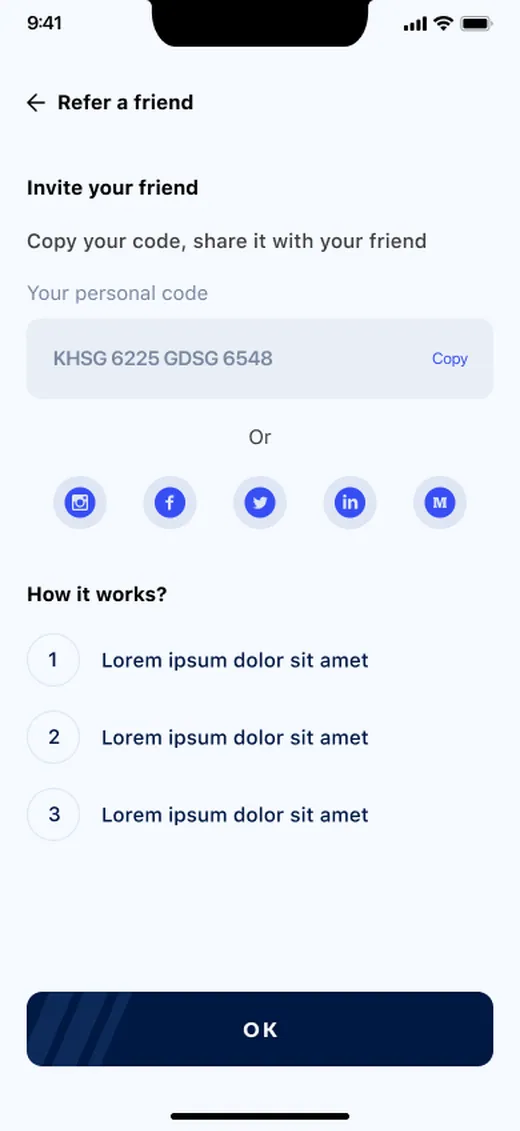 9:41
Refer a friend
Invite your friend
Copy your code, share it with your friend
Your personal code
KHSG 6225 GDSG 6548 Copy
Or
How it works?
1 Lorem ipsum dolor sit amet
2 Lorem ipsum dolor sit amet
3 Lorem ipsum dolor sit amet
OK